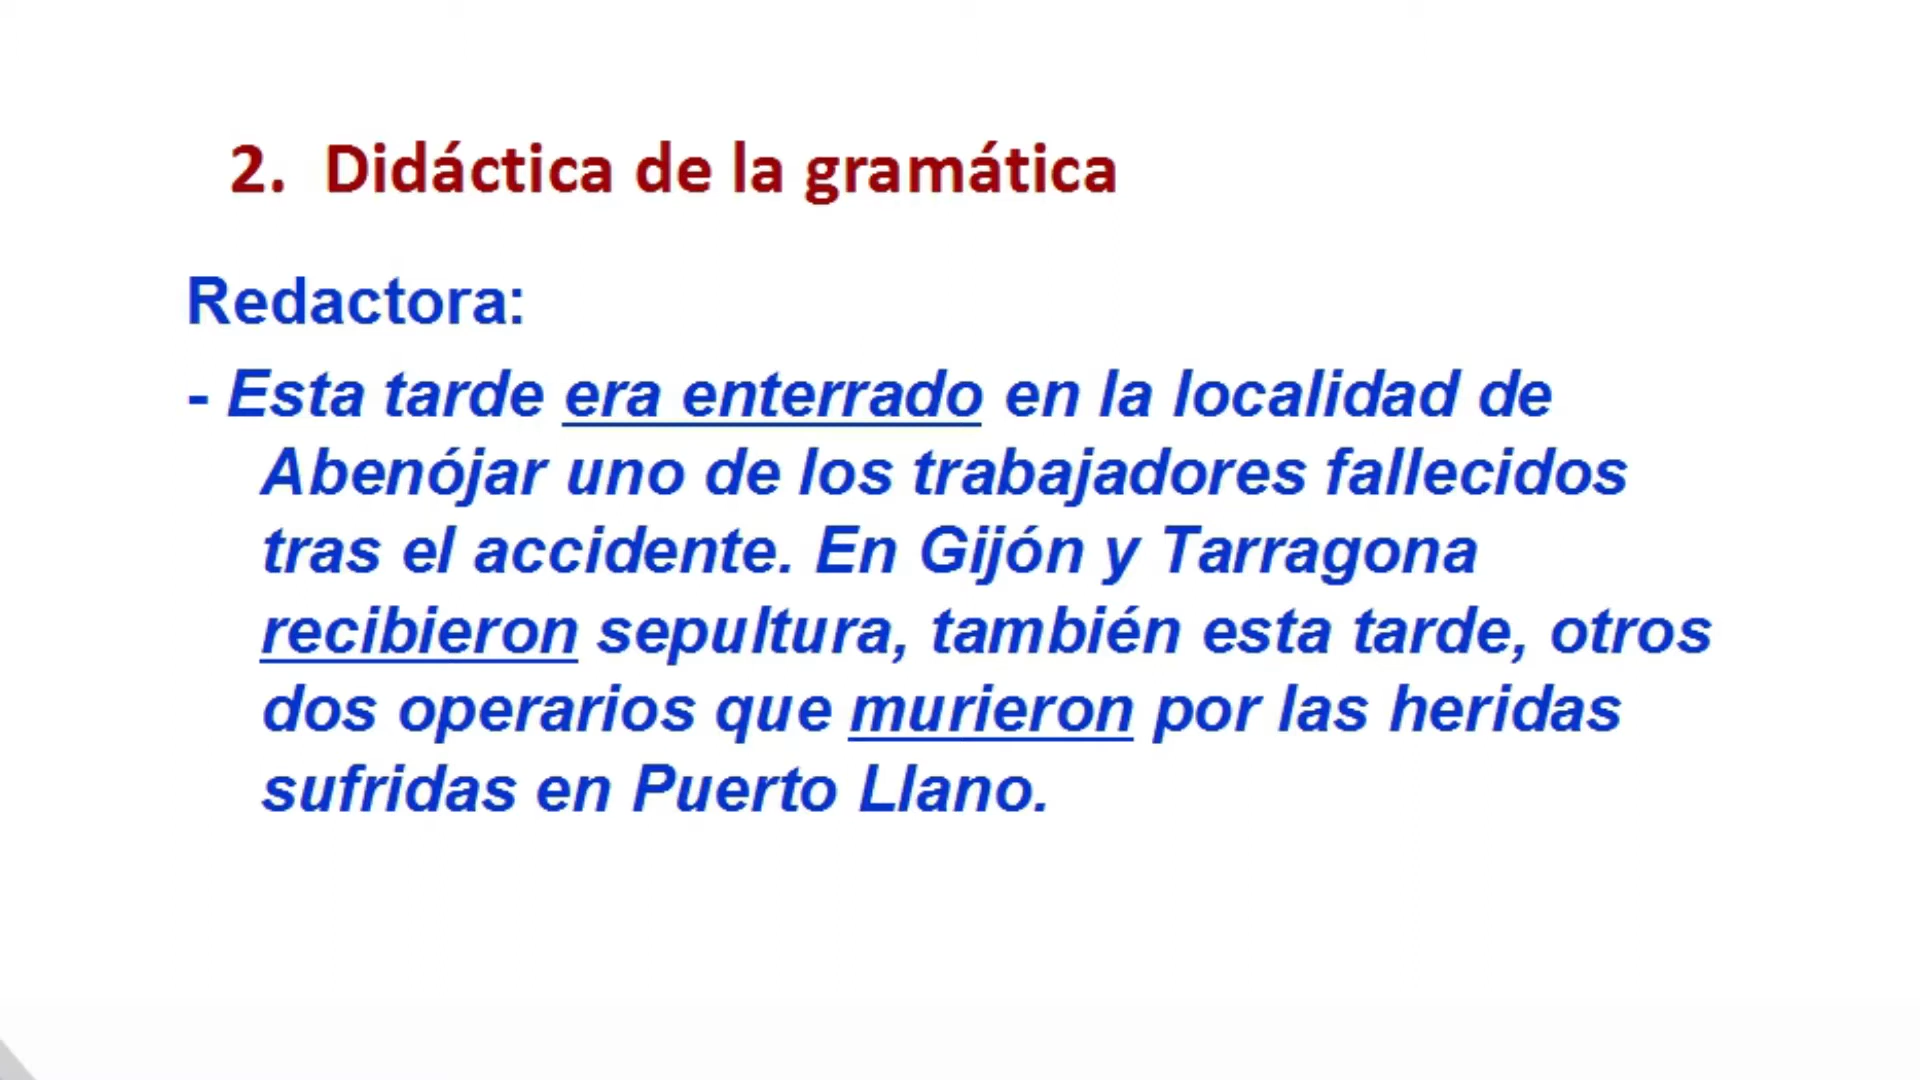 2. Didáctica de la gramática
Redactora:
- Esta tarde era enterrado en la localidad de
Abenójar uno de los trabajadores fallecidos
tras el accidente. En Gijón y Tarragona
recibieron sepultura, también esta tarde, otros
dos operarios que murieron por las heridas
sufridas en Puerto Llano.